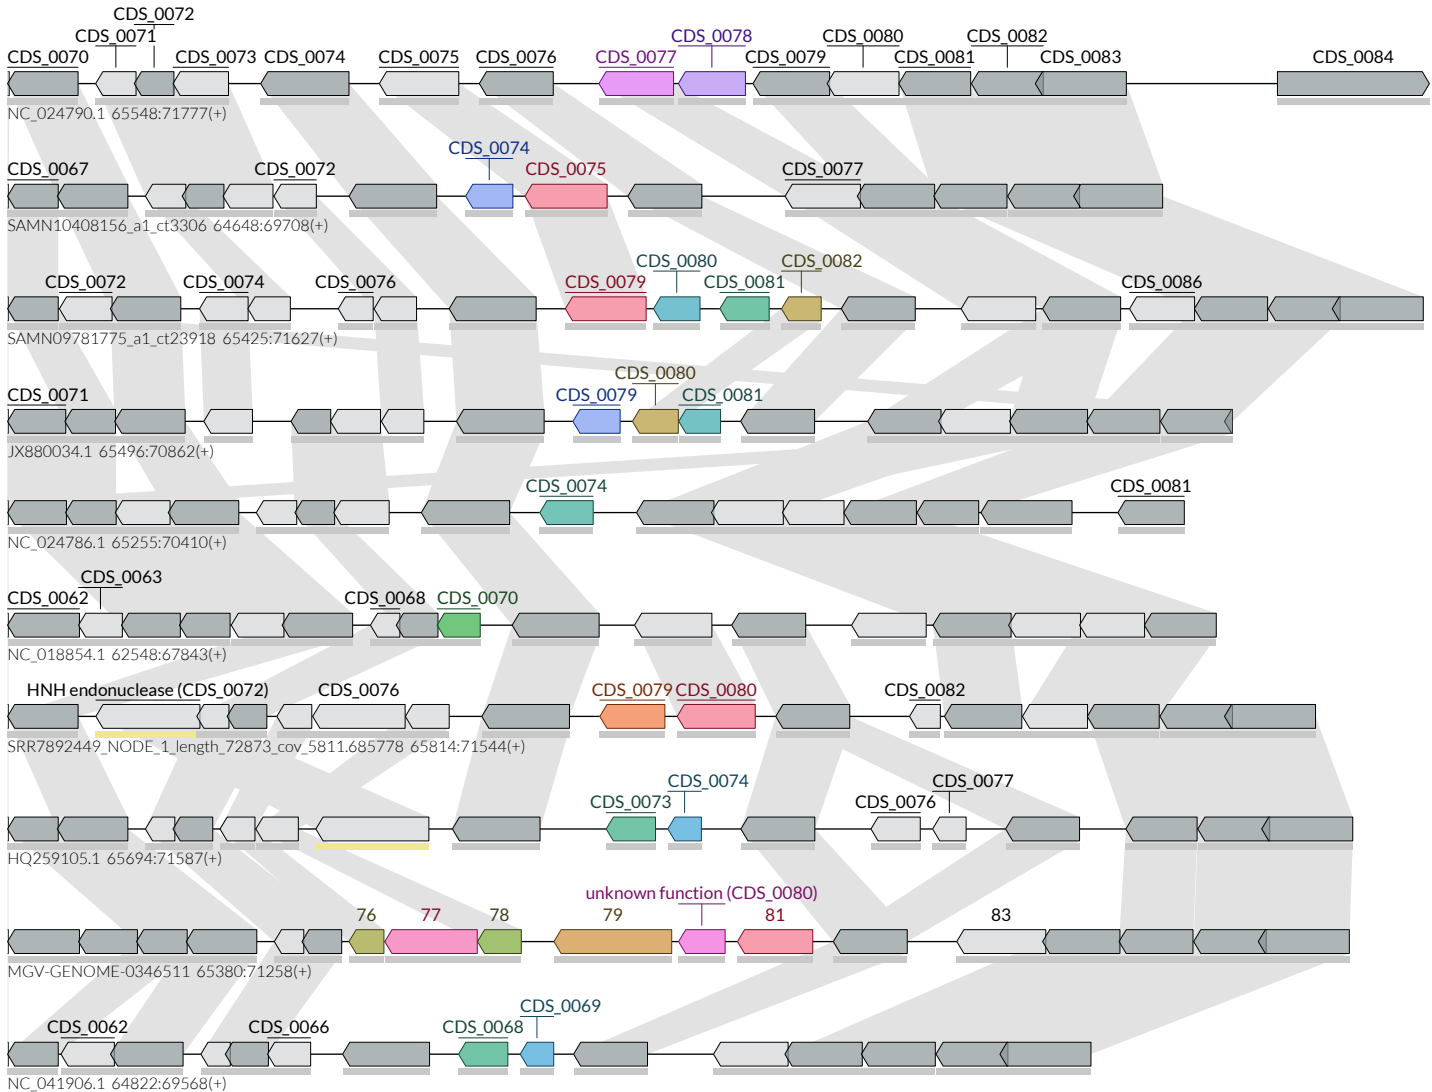 CDS_0072
CDS_0071 CDS_0078 CDS_0080 CDS_0082
CDS_0070 CDS_0073 CDS_0074 CDS_0075 CDS_0076 CDS_0077 CDS_0079 CDS_0081 CDS_0083 CDS_0084
NC_024790.1 65548:71777(+)
CDS_0074
CDS_0067 CDS_0072 CDS_0075 CDS_0077
SAMN10408156_a1_ct3306 64648:69708(+)
CDS_0080 CDS_0082
CDS_0072 CDS_0074 CDS_0076 CDS_0079 CDS_0081 CDS_0086
SAMN09781775_a1_ct23918 65425:71627(+)
CDS_0080
CDS_0071 CDS_0079 CDS_0081
JX880034.1 65496:70862(+)
CDS_0074 CDS_0081
NC_024786.1 65255:70410(+)
CDS_0063
CDS_0062 CDS_0068 CDS_0070
NC_018854.1 62548:67843(+)
HNH endonuclease (CDS_0072) CDS_0076 CDS_0079 CDS_0080 CDS_0082
SRR7892449_NODE_1_length_72873_cov_5811.685778 65814:71544(+)
CDS_0074 CDS_0077
CDS_0073 CDS_0076
HQ259105.1 65694:71587(+)
unknown function (CDS_0080)
76 77 78 79 81 83
MGV-GENOME-0346511 65380:71258(+)
CDS_0069
CDS_0062 CDS_0066 CDS_0068
NC_041906.1 64822:69568(+)